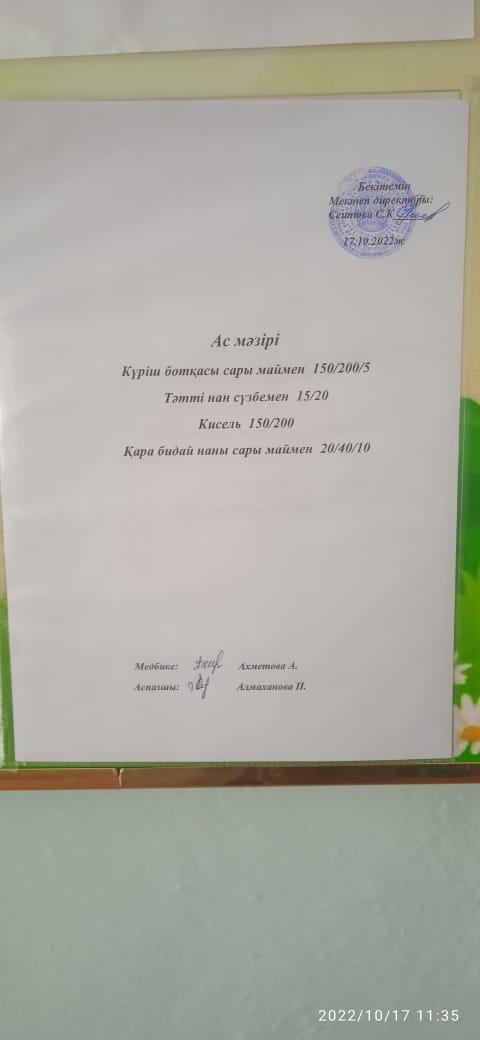 Бекітемін
Мектеп директоры:
Сеитова С.К
17.10.2022ж
Ас мәзірі
Күріш ботқасы сары маймен 150/200/5
Тәтті нан сүзбемен 15/20
Кисель 150/200
Қара бидай наны сары маймен 20/40/10
Медбике: Ахметова А.
Аспазшы: Алмаханова П.
2022/10/17 11:35